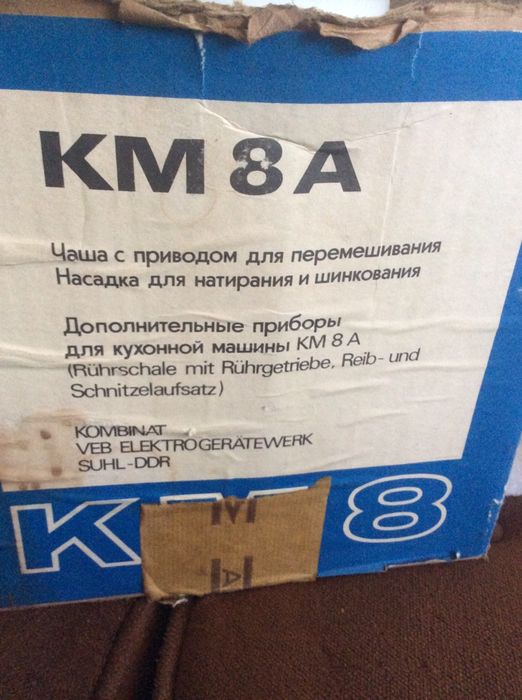 KM 8 A
Чаша с приводом для перемешивания
Насадка для натирания и шинкования
Дополнительные приборы
для кухонной машины KM 8 A
(Rührschale mit Rührgetriebe, Reib- und
Schnitzelaufsatz)
KOMBINAT
VEB ELEKTROGERÄTEWERK
SUHL-DDR
KM 8
M
A